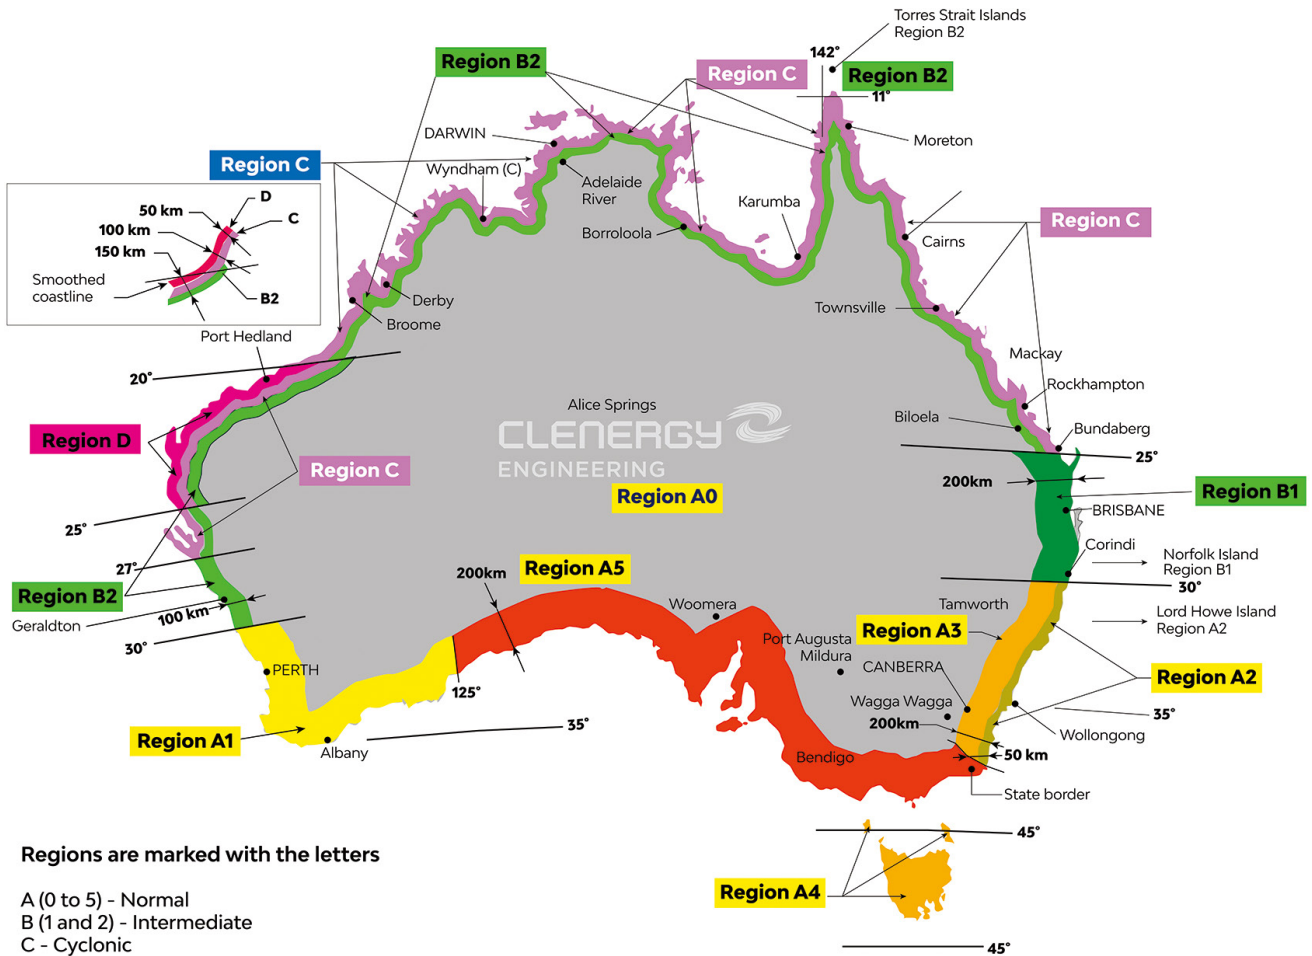 Torres Strait Islands
Region B2
142°
Region B2
Region C
Region B2
11°
DARWIN
Moreton
Region C
Wyndham (C)
Adelaide
River
Karumba
50 km
D
C
100 km
150 km
Smoothed
coastline
B2
Region C
Borroloola
Cairns
Derby
Broome
Townsville
Port Hedland
Mackay
20°
Rockhampton
Alice Springs
Biloela
Bundaberg
CLENERGY
ENGINEERING
Region D
Region C
25°
200km
Region A0
Region B1
BRISBANE
25°
Corindi
Norfolk Island
Region B1
27°
Region A5
200km
30°
Region B2
Geraldton
100 km
Woomera
Tamworth
Lord Howe Island
Region A2
30°
Port Augusta
Mildura
Region A3
PERTH
CANBERRA
Region A2
125°
Wagga Wagga
200km
35°
35°
Region A1
Albany
Wollongong
Bendigo
50 km
State border
45°
Regions are marked with the letters
Region A4
A (0 to 5) - Normal
B (1 and 2) - Intermediate
C - Cyclonic
45°